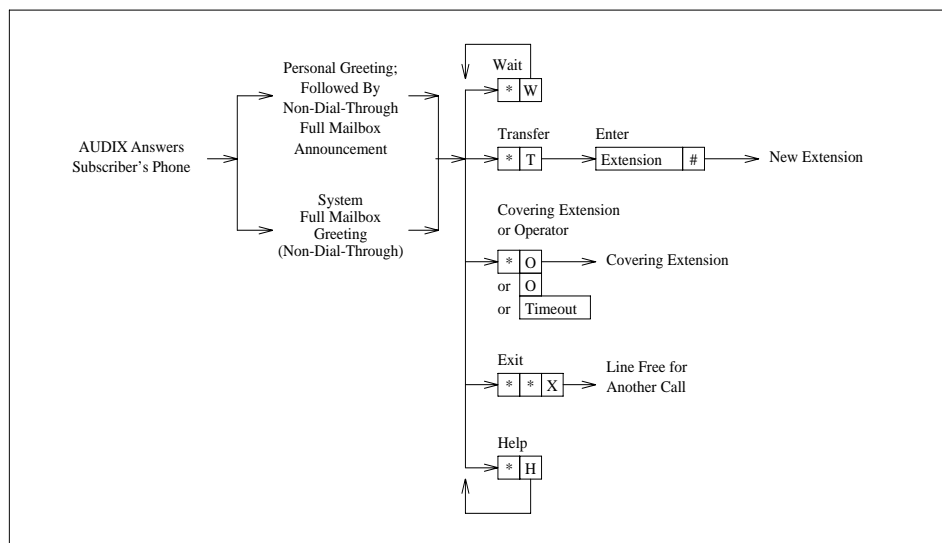 AUDIX Answers
Subscriber's Phone
Personal Greeting;
Followed By
Non-Dial-Through
Full Mailbox
Announcement
System
Full Mailbox
Greeting
(Non-Dial-Through)
Wait
* W
Transfer
* T
Enter
Extension #
New Extension
Covering Extension
or Operator
* O
or O
or Timeout
Covering Extension
Exit
* * X
Line Free for
Another Call
Help
* H